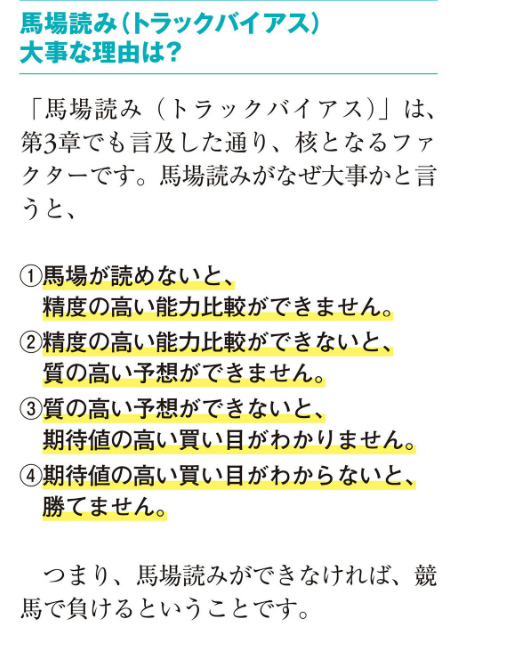 馬場読み（トラックバイアス）
大事な理由は？
「馬場読み（トラックバイアス）」は、
第3章でも言及した通り、核となるファ
クターです。馬場読みがなぜ大事かと言
うと、
①馬場が読めないと、
精度の高い能力比較ができません。
②精度の高い能力比較ができないと、
質の高い予想ができません。
③質の高い予想ができないと、
期待値の高い買い目がわかりません。
④期待値の高い買い目がわからないと、
勝てません。
つまり、馬場読みができなければ、競
馬で負けるということです。